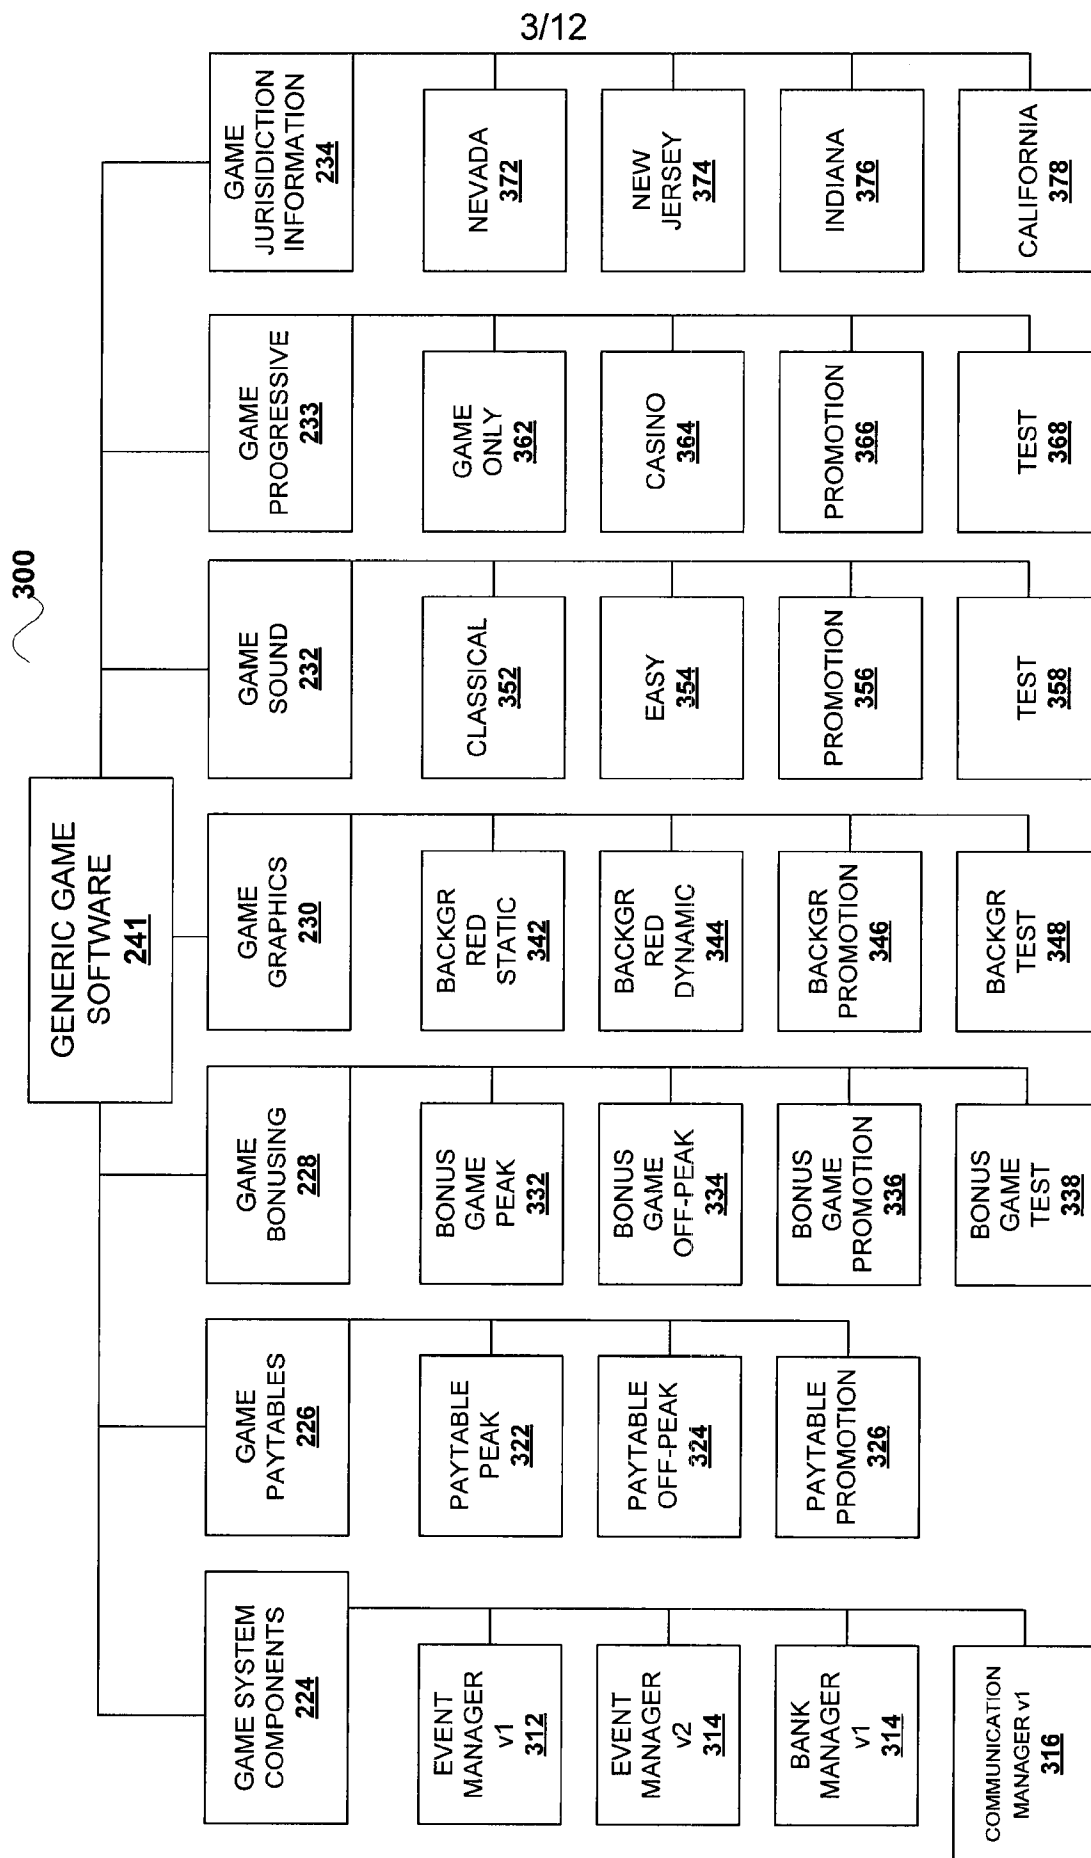 3/12
300
GENERIC GAME
SOFTWARE
241
GAME SYSTEM
COMPONENTS
224
EVENT
MANAGER
v1
312
EVENT
MANAGER
v2
314
BANK
MANAGER
v1
314
COMMUNICATION
MANAGER v1
316
GAME
PAYTABLES
226
PAYTABLE
PEAK
322
PAYTABLE
OFF-PEAK
324
PAYTABLE
PROMOTION
326
GAME
BONUSING
228
BONUS
GAME
PEAK
332
BONUS
GAME
OFF-PEAK
334
BONUS
GAME
PROMOTION
336
BONUS
GAME
TEST
338
GAME
GRAPHICS
230
BACKGR
RED
STATIC
342
BACKGR
RED
DYNAMIC
344
BACKGR
PROMOTION
346
BACKGR
TEST
348
GAME
SOUND
232
CLASSICAL
352
EASY
354
PROMOTION
356
TEST
358
GAME
PROGRESSIVE
233
GAME
ONLY
362
CASINO
364
PROMOTION
366
TEST
368
GAME
JURISIDICTION
INFORMATION
234
NEVADA
372
NEW
JERSEY
374
INDIANA
376
CALIFORNIA
378